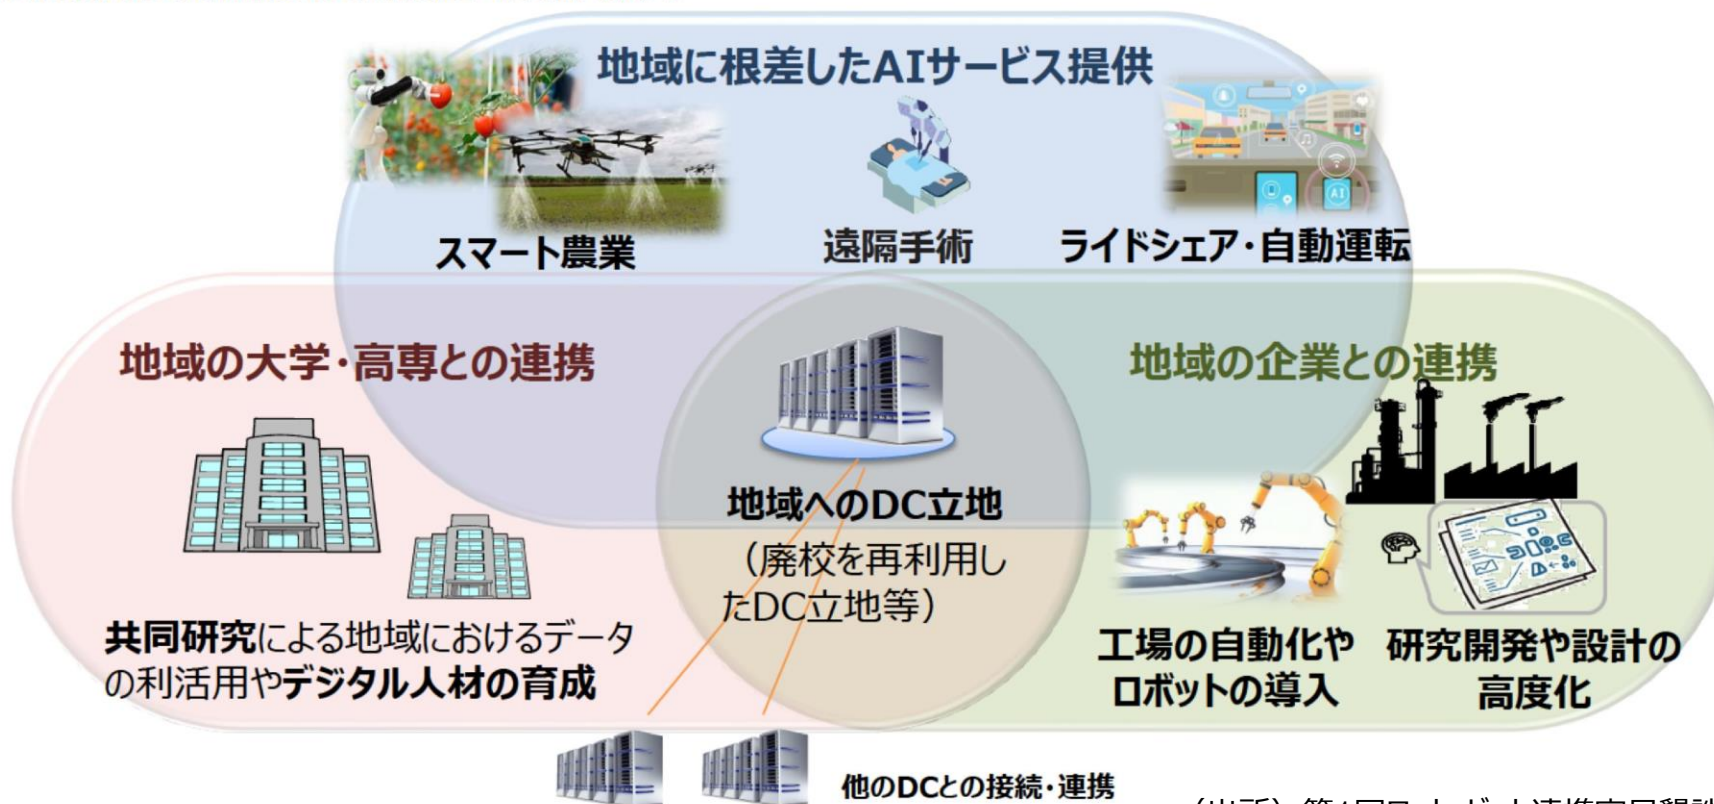 地域に根差したAIサービス提供
スマート農業
遠隔手術
ライドシェア・自動運転
AI
地域の大学・高専との連携
地域の企業との連携
地域へのDC立地
（廃校を再利用し
たDC立地等）
共同研究による地域におけるデータ
の利活用やデジタル人材の育成
工場の自動化や
ロボットの導入
研究開発や設計の
高度化
他のDCとの接続・連携